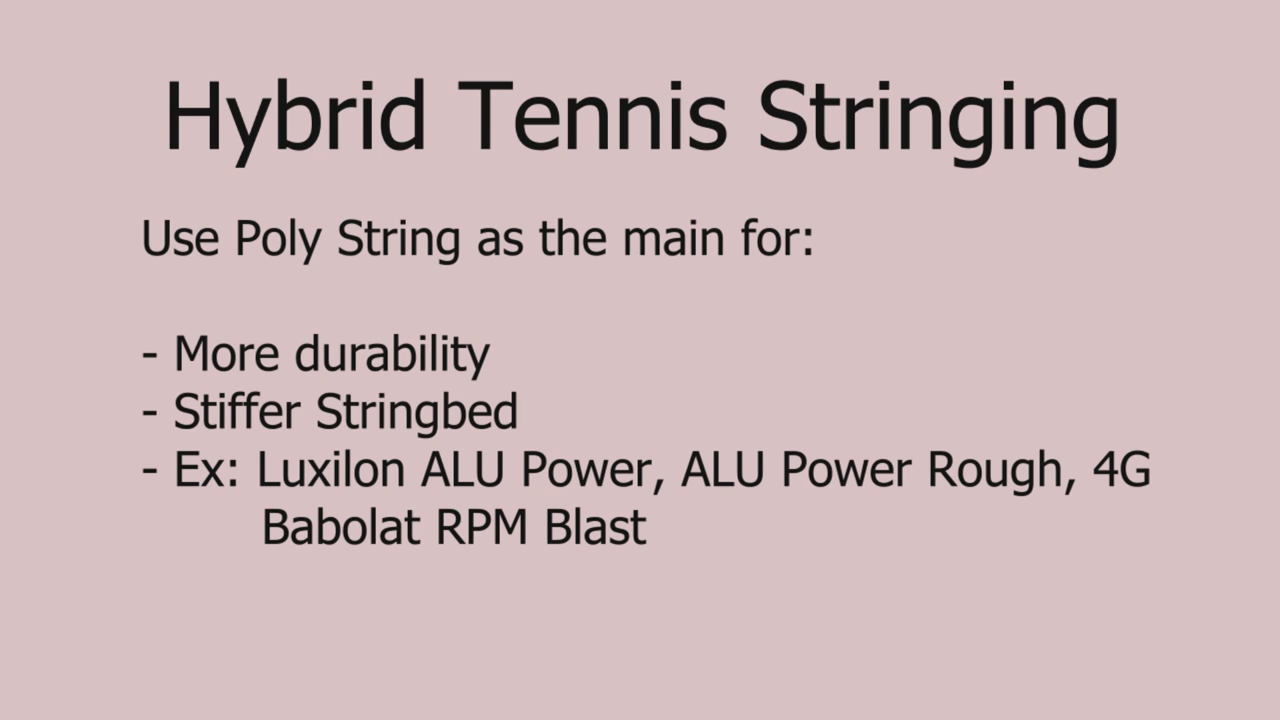 Hybrid Tennis Stringing
Use Poly String as the main for:
- More durability
- Stiffer Stringbed
- Ex: Luxilon ALU Power, ALU Power Rough, 4G
Babolat RPM Blast